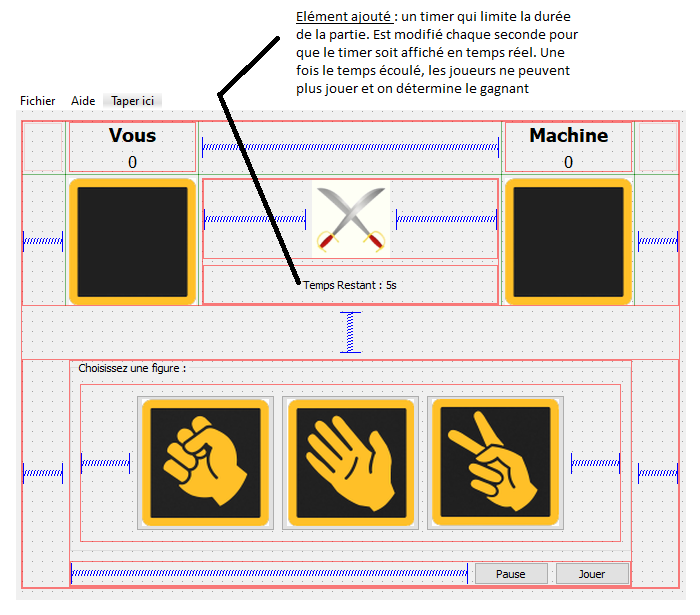 Elément ajouté : un timer qui limite la durée
de la partie. Est modifié chaque seconde pour
que le timer soit affiché en temps réel. Une
fois le temps écoulé, les joueurs ne peuvent
plus jouer et on détermine le gagnant
Fichier Aide Taper ici
Vous Machine
0 0
Temps Restant : 5s
Choisissez une figure :
Pause Jouer